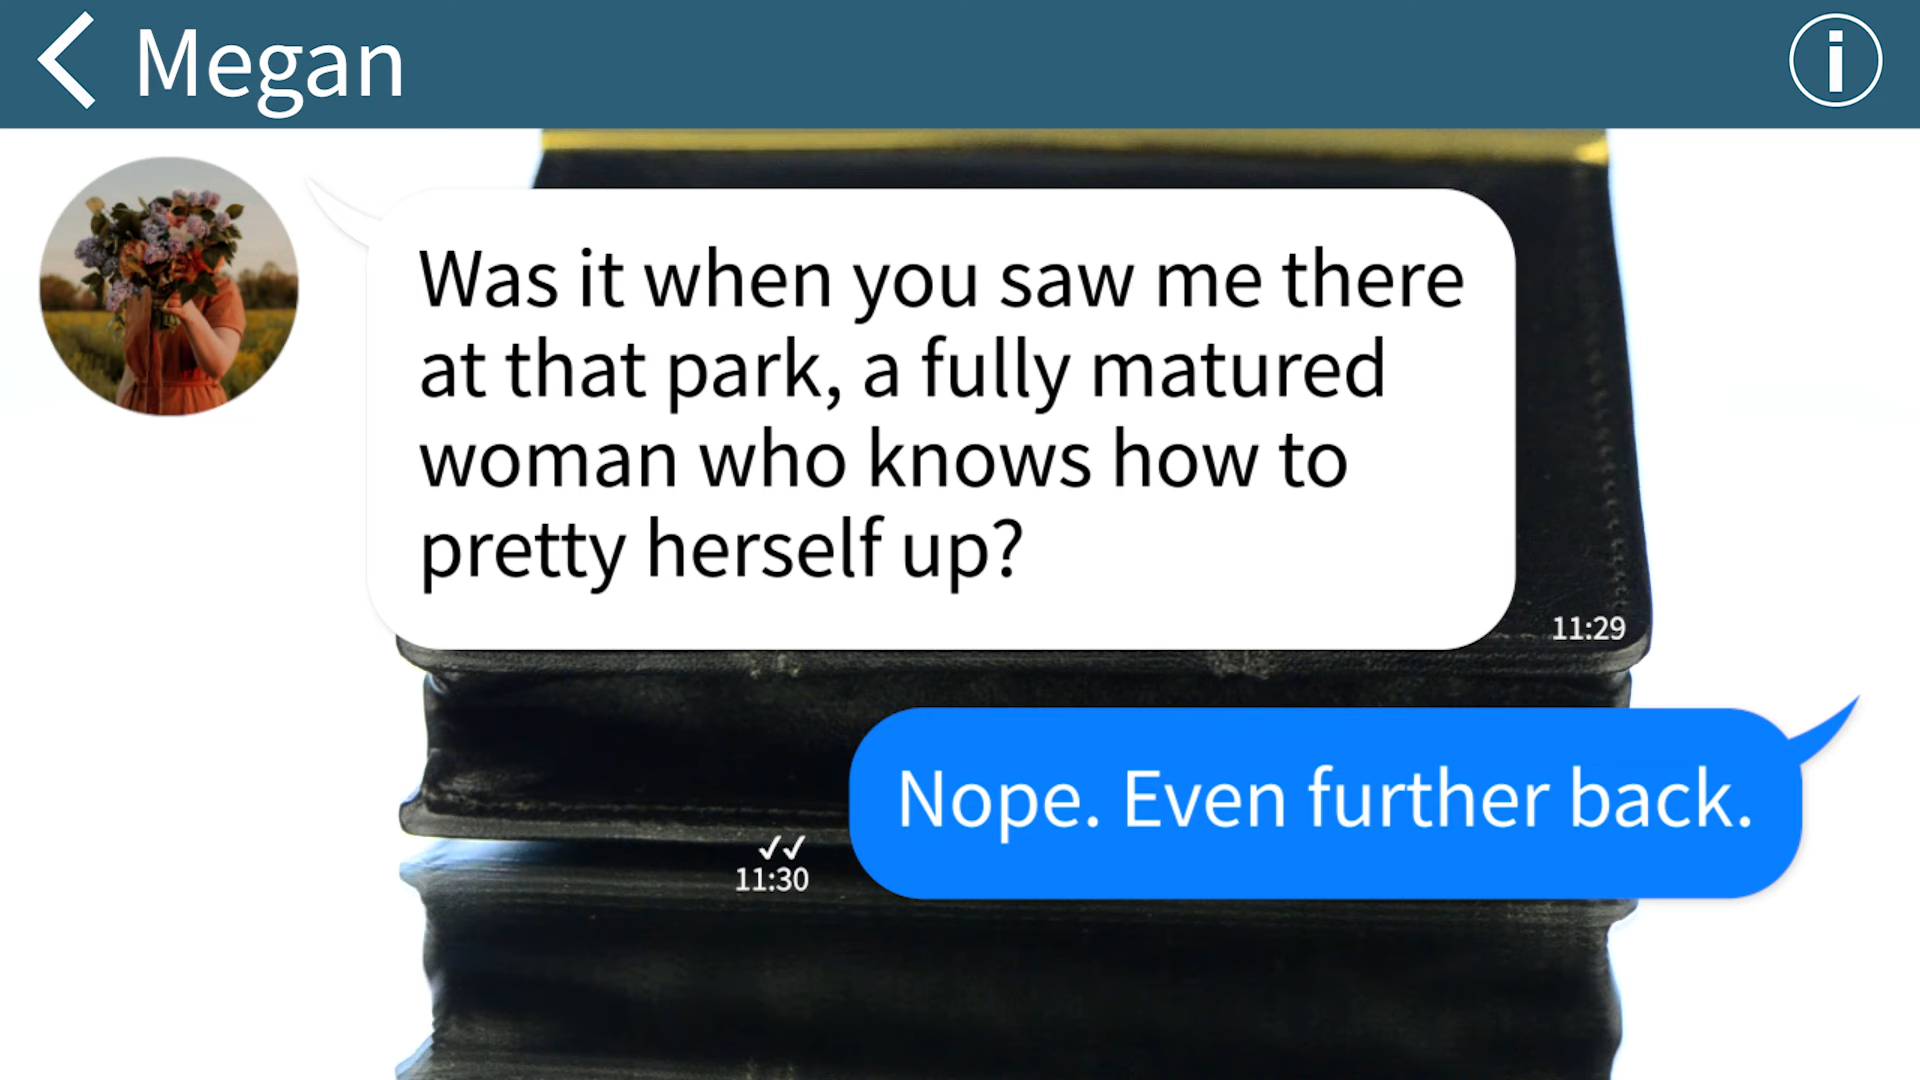 Megan
Was it when you saw me there
at that park, a fully matured
woman who knows how to
pretty herself up?
11:29
Nope. Even further back.
11:30